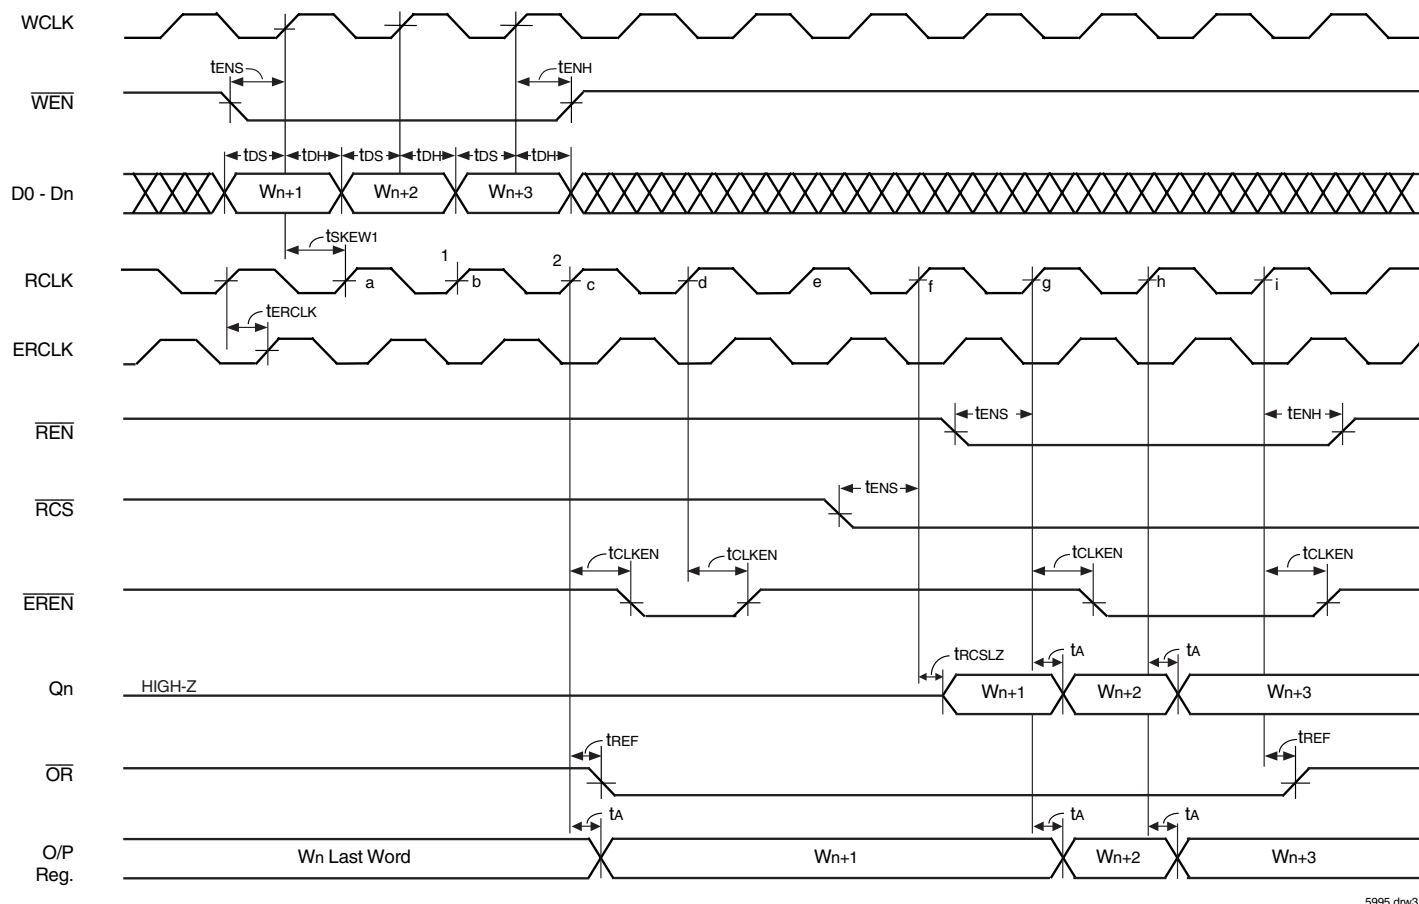 WCLK
tENS
tENH
WEN
tDS tDH tDS tDH tDS tDH
D0 - Dn Wn+1 Wn+2 Wn+3
tSKEW1
1 2
RCLK a b c d e f g h i
tERCLK
ERCLK
REN tENS tENH
RCS tENS
tCLKEN tCLKEN tCLKEN tCLKEN
EREN
tRCSLZ tA tA
Qn HIGH-Z Wn+1 Wn+2 Wn+3
tREF tREF
OR
tA tA tA
O/P Reg. Wn Last Word Wn+1 Wn+2 Wn+3